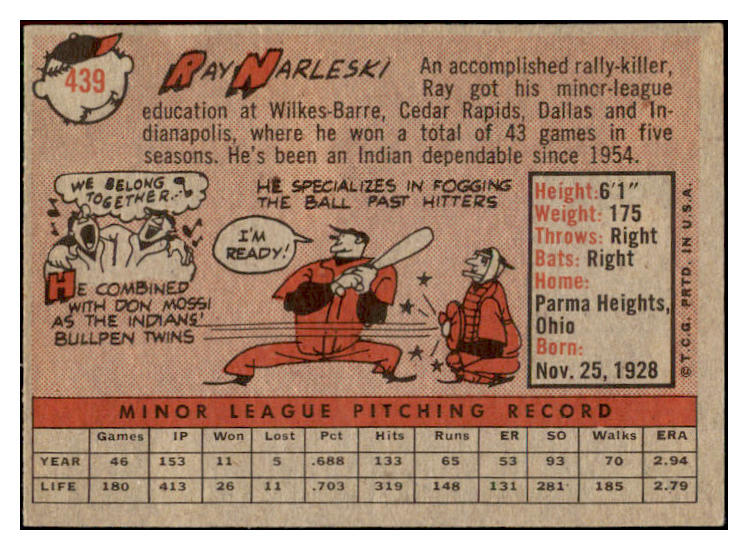 439
RAY NARLESKI
An accomplished rally-killer,
Ray got his minor-league
education at Wilkes-Barre, Cedar Rapids, Dallas and In-
dianapolis, where he won a total of 43 games in five
seasons. He's been an Indian dependable since 1954.
WE BELONG
TOGETHER...
HE COMBINED
WITH DON MOSSI
AS THE INDIANS'
BULLPEN TWINS
HE SPECIALIZES IN FOGGING
THE BALL PAST HITTERS
I'M
READY!
Height: 6'1"
Weight: 175
Throws: Right
Bats: Right
Home:
Parma Heights,
Ohio
Born:
Nov. 25, 1928
©T.C.G. PRTD. IN U.S.A.
MINOR LEAGUE PITCHING RECORD
Games IP Won Lost Pct Hits Runs ER SO Walks ERA
YEAR 46 153 11 5 .688 133 65 53 93 70 2.94
LIFE 180 413 26 11 .703 319 148 131 281 185 2.79